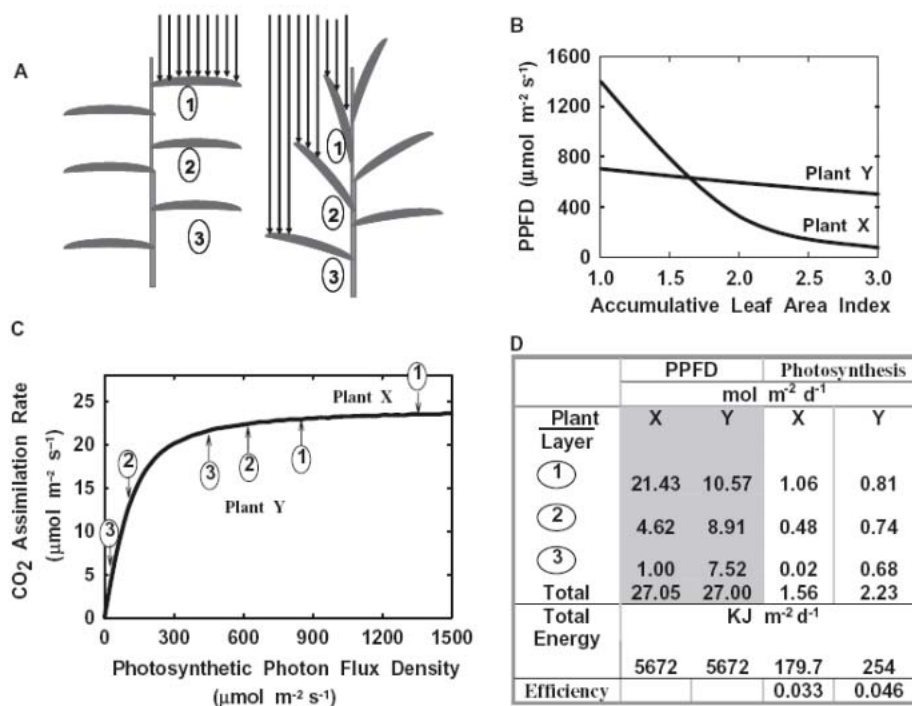 A
1
2
3
1
2
3
B
PPFD (μmol m⁻² s⁻¹)
1600
1200
800
400
0
Plant Y
Plant X
1.0 1.5 2.0 2.5 3.0
Accumulative Leaf Area Index
C
CO₂ Assimilation Rate
(μmol m⁻² s⁻¹)
25
20
15
10
5
0
Plant X
1
2
3
3
2
1
Plant Y
0 300 600 900 1200 1500
Photosynthetic Photon Flux Density
(μmol m⁻² s⁻¹)
D
PPFD Photosynthesis
mol m⁻² d⁻¹
Plant X Y X Y
Layer
1
21.43 10.57 1.06 0.81
2
4.62 8.91 0.48 0.74
3
1.00 7.52 0.02 0.68
Total 27.05 27.00 1.56 2.23
Total KJ m⁻² d⁻¹
Energy
5672 5672 179.7 254
Efficiency 0.033 0.046